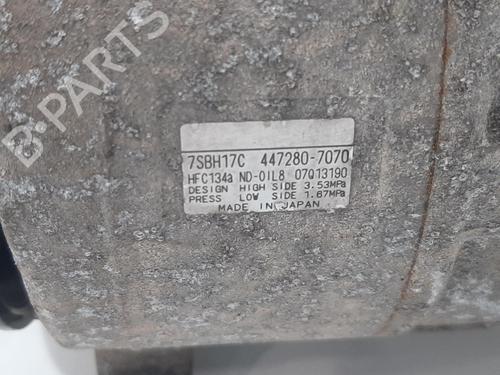 B-PARTS
7SBH17C 447280-7070
HFC134a ND-OIL8 07Q13190
DESIGN HIGH SIDE 3.53MPa
PRESS LOW SIDE 1.67MPa
MADE IN JAPAN